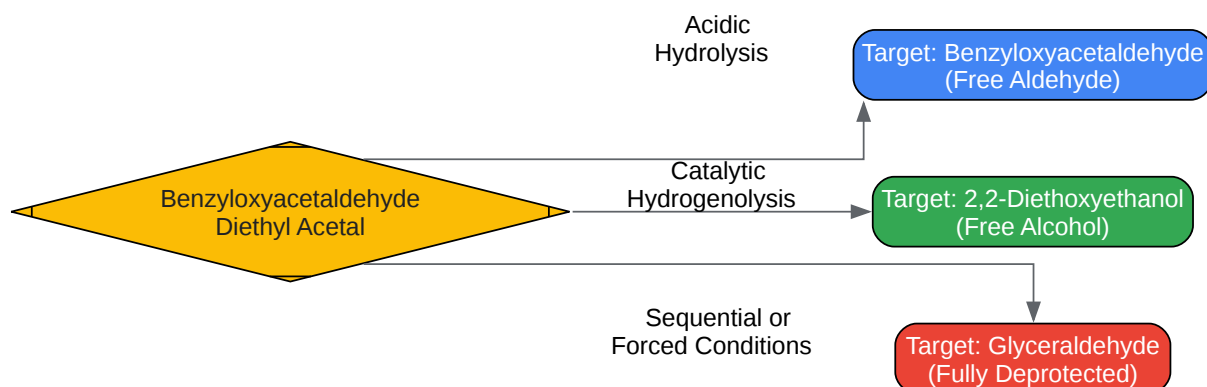 Acidic
Hydrolysis
Target: Benzyloxyacetaldehyde
(Free Aldehyde)
Benzyloxyacetaldehyde
Diethyl Acetal
Catalytic
Hydrogenolysis
Target: 2,2-Diethoxyethanol
(Free Alcohol)
Sequential or
Forced Conditions
Target: Glyceraldehyde
(Fully Deprotected)